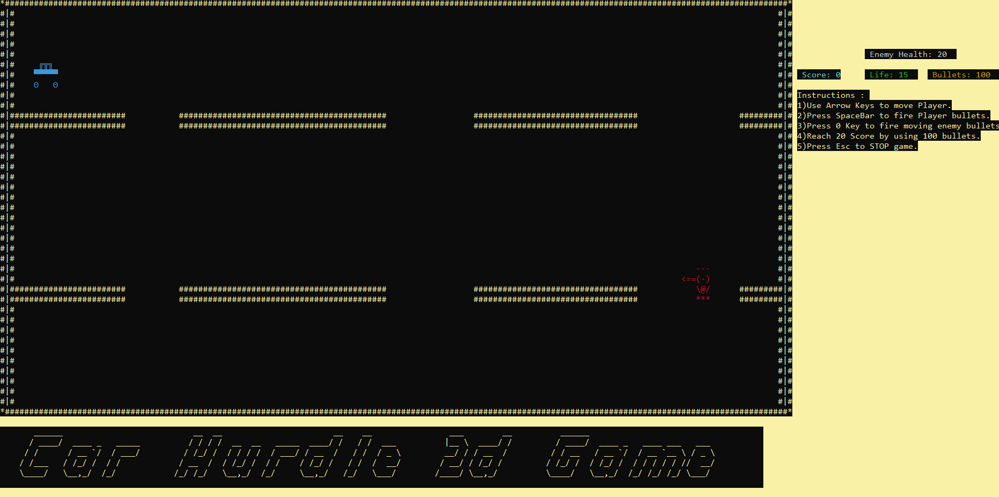 Enemy Health: 20
Score: 0 Life: 15 Bullets: 100
Instructions :
1)Use Arrow Keys to move Player.
2)Press SpaceBar to fire Player bullets.
3)Press 0 Key to fire moving enemy bullets
4)Reach 20 Score by using 100 bullets.
5)Press Esc to STOP game.
Car Hurdle 2d Game